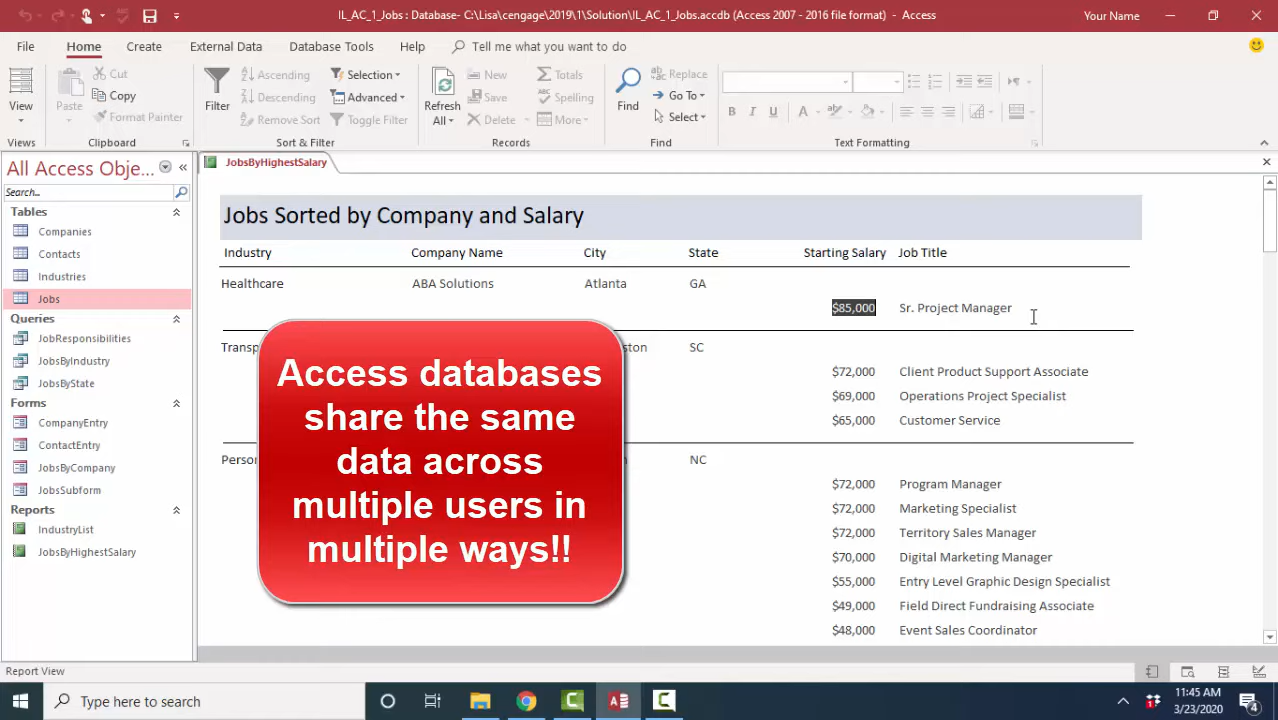 IL_AC_1_Jobs : Database- C:\Lisa\cengage\2019\1\Solution\IL_AC_1_Jobs.accdb (Access 2007 - 2016 file format) - Access
Your Name
File Home Create External Data Database Tools Help Tell me what you want to do
View
Views
Paste
Cut
Copy
Format Painter
Clipboard
Filter
Ascending
Descending
Remove Sort
Selection
Advanced
Toggle Filter
Sort & Filter
Refresh
All
New
Save
Delete
Totals
Spelling
More
Records
Find
Replace
Go To
Select
Find
B I U A
Text Formatting
All Access Obje...
Search...
Tables
Companies
Contacts
Industries
Jobs
Queries
JobResponsibilities
JobsByIndustry
JobsByState
Forms
CompanyEntry
ContactEntry
JobsByCompany
JobsSubform
Reports
IndustryList
JobsByHighestSalary
JobsByHighestSalary
Jobs Sorted by Company and Salary
Industry Company Name City State Starting Salary Job Title
Healthcare ABA Solutions Atlanta GA
$85,000 Sr. Project Manager
Transp ston SC
$72,000 Client Product Support Associate
$69,000 Operations Project Specialist
$65,000 Customer Service
Person NC
$72,000 Program Manager
$72,000 Marketing Specialist
$72,000 Territory Sales Manager
$70,000 Digital Marketing Manager
$55,000 Entry Level Graphic Design Specialist
$49,000 Field Direct Fundraising Associate
$48,000 Event Sales Coordinator
Access databases
share the same
data across
multiple users in
multiple ways!!
Report View
Type here to search
11:45 AM
3/23/2020
4